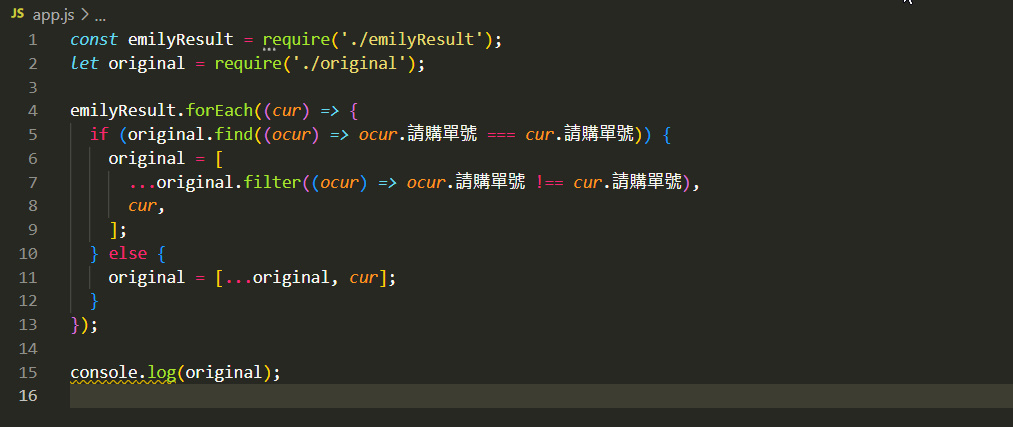 JS app.js > ...
1 const emilyResult = require('./emilyResult');
2 let original = require('./original');
3
4 emilyResult.forEach((cur) => {
5 if (original.find((ocur) => ocur.請購單號 === cur.請購單號)) {
6 original = [
7 ...original.filter((ocur) => ocur.請購單號 !== cur.請購單號),
8 cur,
9 ];
10 } else {
11 original = [...original, cur];
12 }
13 });
14
15 console.log(original);
16